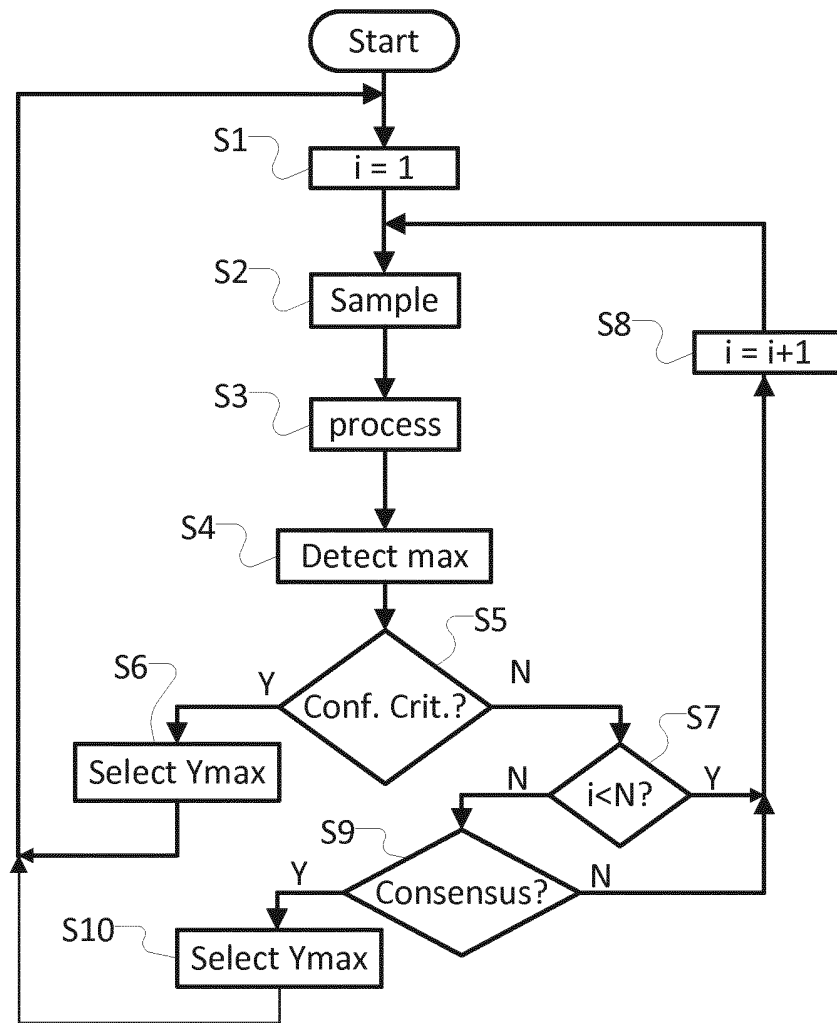 Start
S1
i = 1
S2
Sample
S8
i = i+1
S3
process
S4
Detect max
S5
S6
Y
Conf. Crit.?
N
S7
Select Ymax
N
i<N?
Y
S9
Y
Consensus?
N
S10
Select Ymax